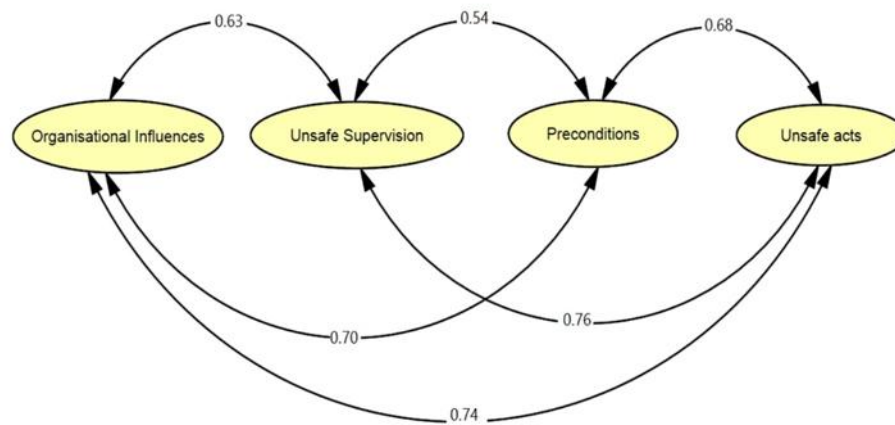 0.63
0.54
0.68
Organisational Influences
Unsafe Supervision
Preconditions
Unsafe acts
0.70
0.76
0.74